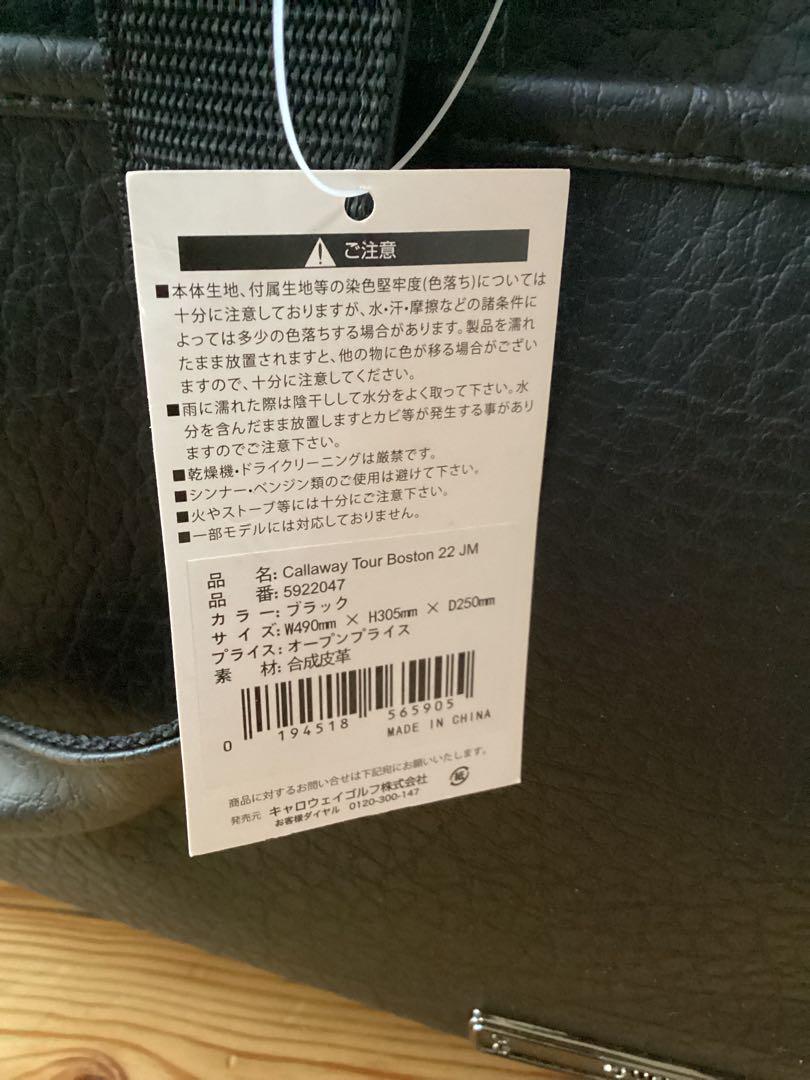 ご注意
■本体生地、付属生地等の染色堅牢度(色落ち)については
十分に注意しておりますが、水・汗・摩擦などの諸条件に
よっては多少の色落ちする場合があります。製品を濡れ
たまま放置されますと、他の物に色が移る場合がござい
ますので、十分に注意してください。
■雨に濡れた際は陰干しして水分をよく取って下さい。水
分を含んだまま放置しますとカビ等が発生する事があり
ますのでご注意下さい。
■乾燥機・ドライクリーニングは厳禁です。
■シンナー・ベンジン類のご使用は避けて下さい。
■火やストーブ等には十分にご注意下さい。
■一部モデルには対応しておりません。
品 名: Callaway Tour Boston 22 JM
品 番: 5922047
カ ラ ー: ブラック
サ イ ズ: W490mm × H305mm × D250mm
プライス: オープンプライス
素 材: 合成皮革
0 194518 565905
MADE IN CHINA
商品に対するお問い合せは下記宛にお願いいたします。
発売元 キャロウェイゴルフ株式会社
お客様ダイヤル 0120-300-147